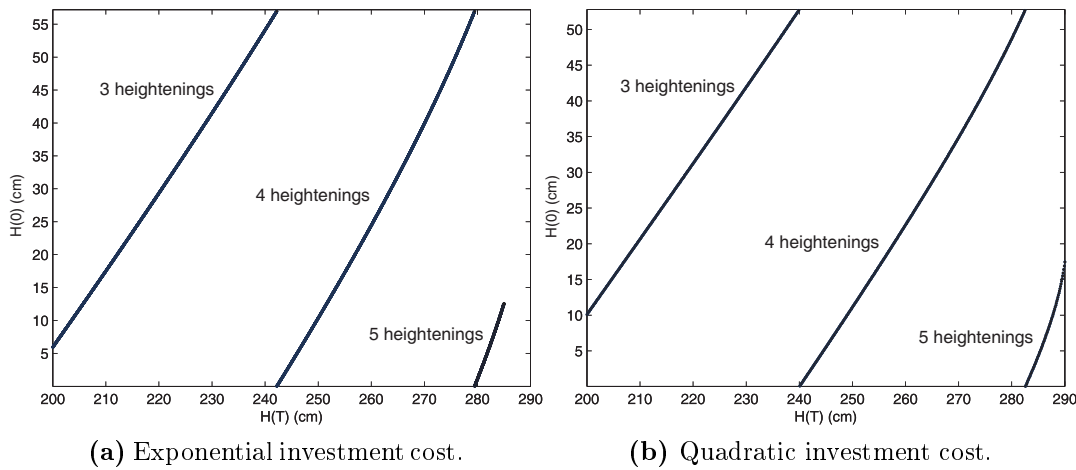 55
50
45
40
35
30
25
20
15
10
5
H(0) (cm)
3 heightenings
4 heightenings
5 heightenings
200 210 220 230 240 250 260 270 280 290
H(T) (cm)
(a) Exponential investment cost.
50
45
40
35
30
25
20
15
10
5
H(0) (cm)
3 heightenings
4 heightenings
5 heightenings
200 210 220 230 240 250 260 270 280 290
H(T) (cm)
(b) Quadratic investment cost.